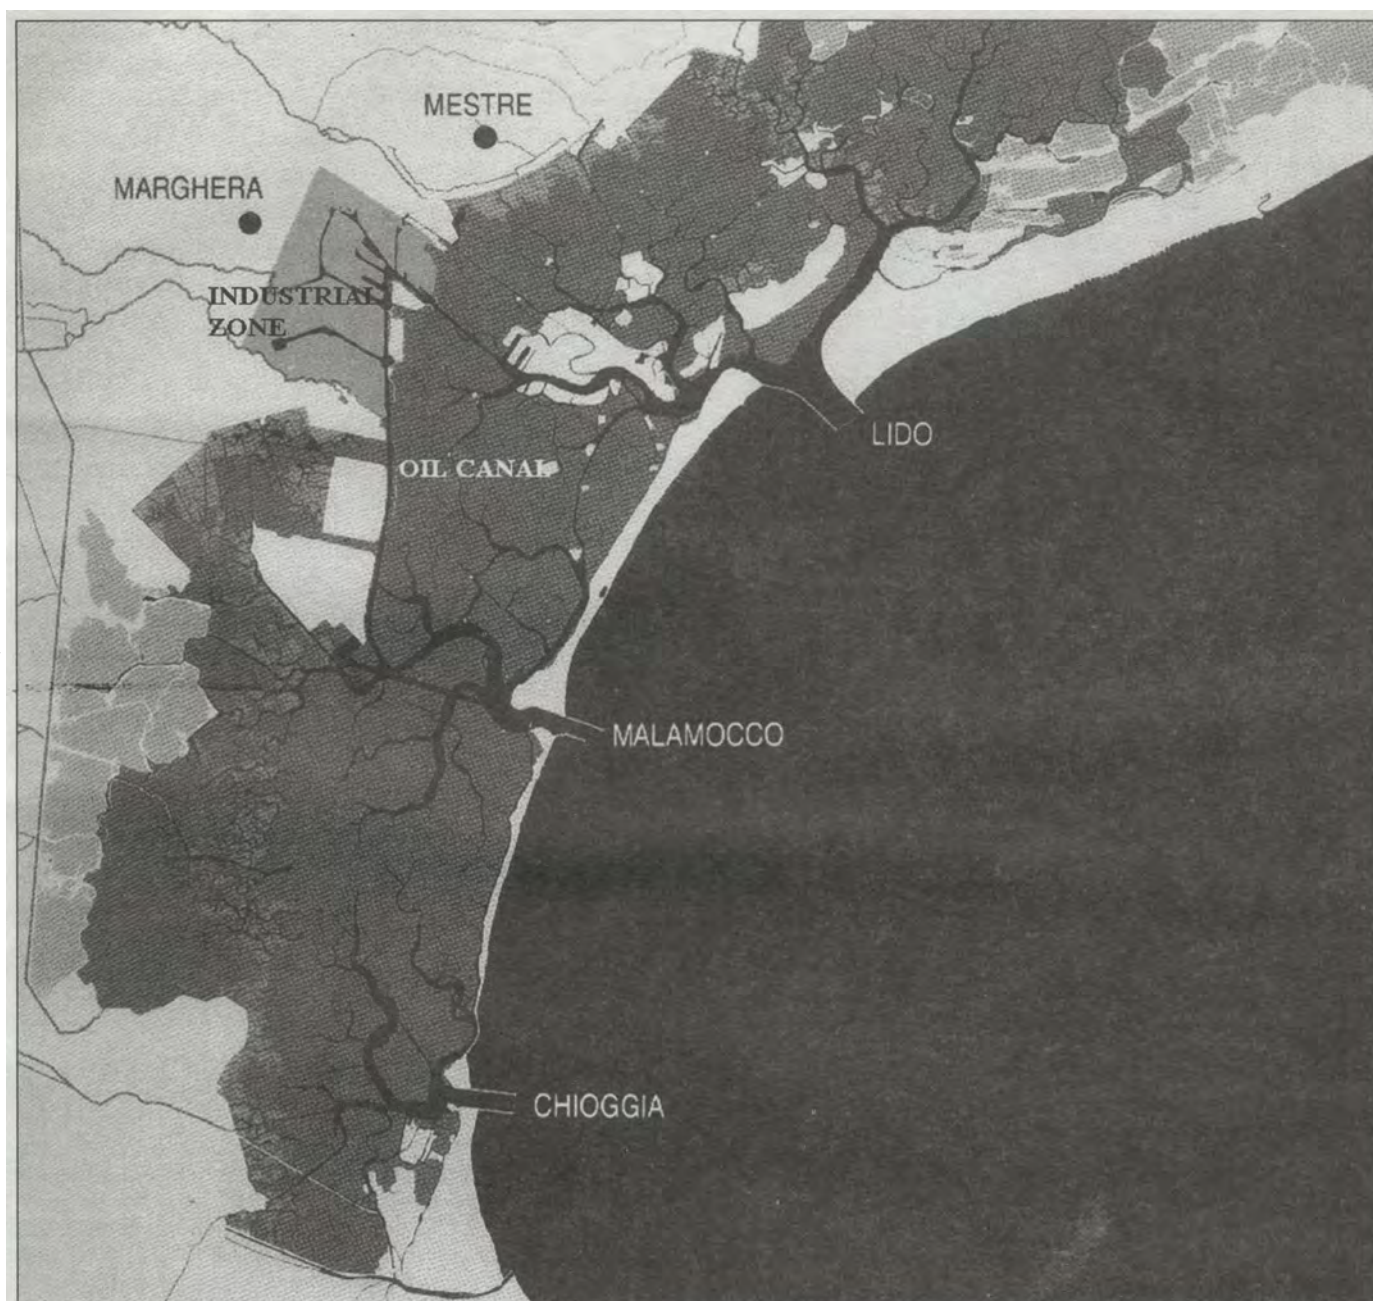 MESTRE
MARGHERA
INDUSTRIAL
ZONE
LIDO
OIL CANAL
MALAMOCCO
CHIOGGIA